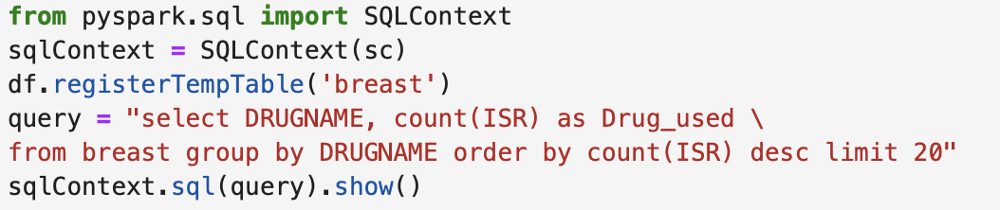 from pyspark.sql import SQLContext
sqlContext = SQLContext(sc)
df.registerTempTable('breast')
query = "select DRUGNAME, count(ISR) as Drug_used \
from breast group by DRUGNAME order by count(ISR) desc limit 20"
sqlContext.sql(query).show()